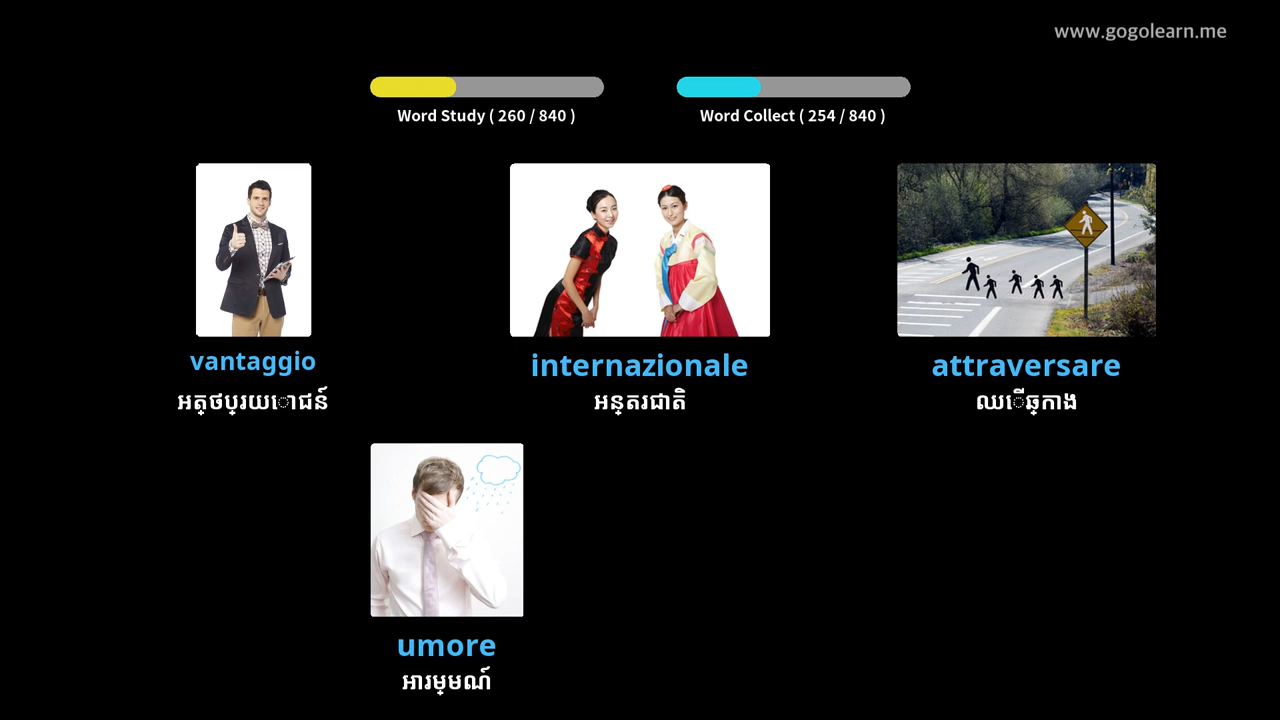 www.gogolearn.me
Word Study ( 260 / 840 )
Word Collect ( 254 / 840 )
vantaggio
អត្ថប្រយោជន៍
internazionale
អន្តរជាតិ
attraversare
ឈើឆ្កាង
umore
អារម្មណ៍